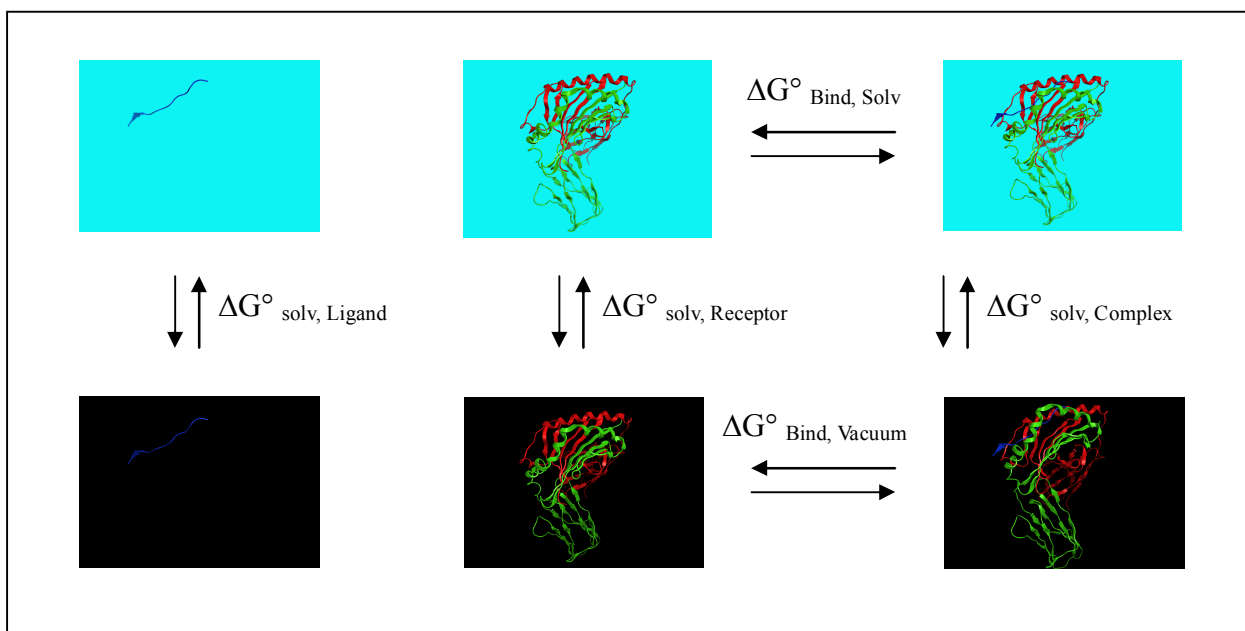 ΔG° Bind, Solv
ΔG° solv, Ligand
ΔG° solv, Receptor
ΔG° solv, Complex
ΔG° Bind, Vacuum